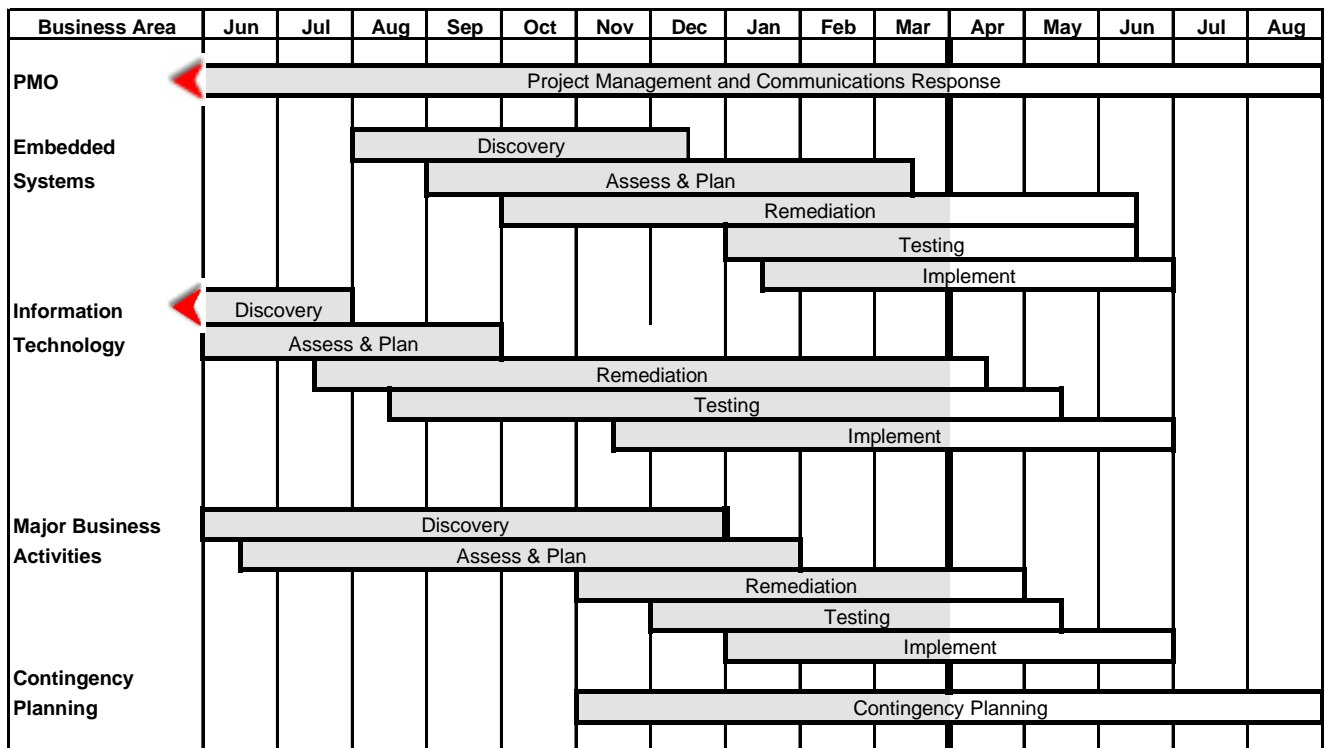 Business Area Jun Jul Aug Sep Oct Nov Dec Jan Feb Mar Apr May Jun Jul Aug
PMO Project Management and Communications Response
Embedded Discovery
Systems Assess & Plan
Remediation
Testing
Implement
Information Discovery
Technology Assess & Plan
Remediation
Testing
Implement
Major Business Discovery
Activities Assess & Plan
Remediation
Testing
Implement
Contingency
Planning Contingency Planning